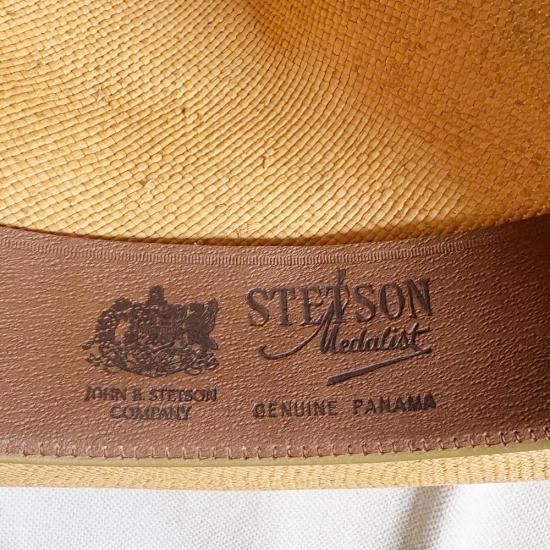 JOHN B. STETSON
COMPANY
STETSON
Medalist
GENUINE PANAMA